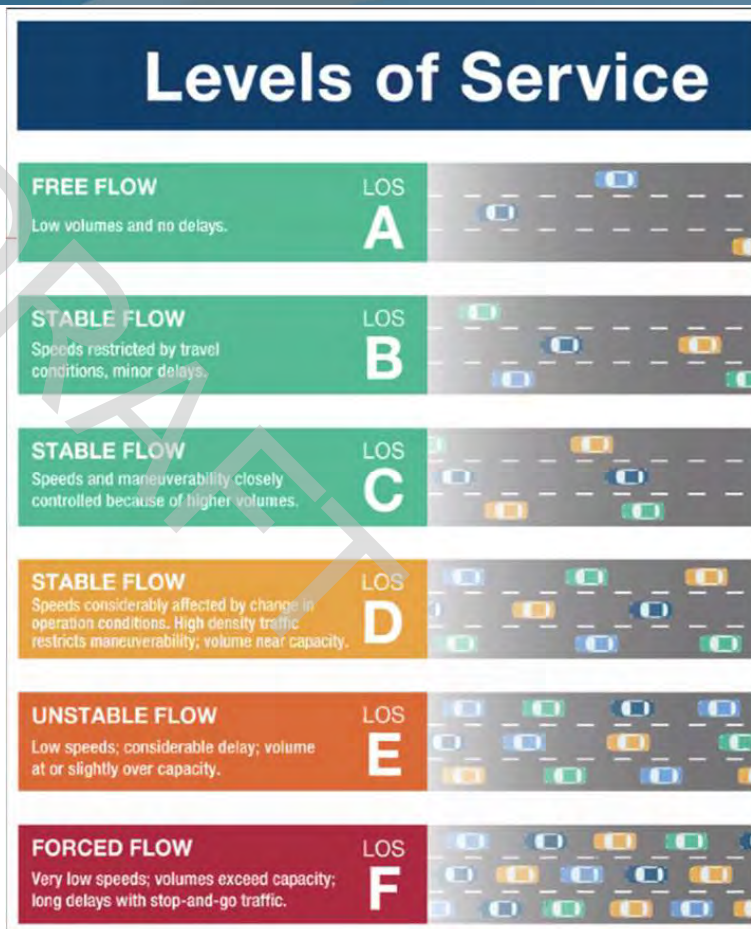 Levels of Service
FREE FLOW
LOS
Low volumes and no delays.
A
STABLE FLOW
LOS
Speeds restricted by travel
conditions, minor delays.
B
STABLE FLOW
LOS
Speeds and maneuverability closely
controlled because of higher volumes.
C
STABLE FLOW
LOS
Speeds considerably affected by change in
operation conditions. High density traffic
restricts maneuverability; volume near capacity.
D
UNSTABLE FLOW
LOS
Low speeds; considerable delay; volume
at or slightly over capacity.
E
FORCED FLOW
LOS
Very low speeds; volumes exceed capacity;
long delays with stop-and-go traffic.
F
DRAFT